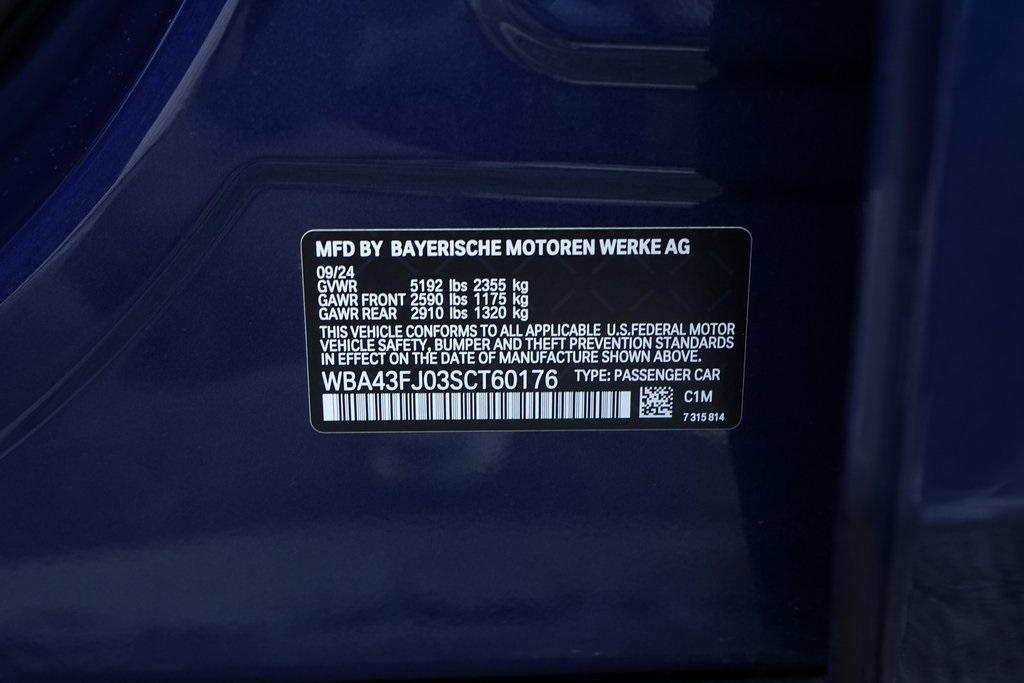 MFD BY BAYERISCHE MOTOREN WERKE AG
09/24
GVWR 5192 lbs 2355 kg
GAWR FRONT 2590 lbs 1175 kg
GAWR REAR 2910 lbs 1320 kg
THIS VEHICLE CONFORMS TO ALL APPLICABLE U.S.FEDERAL MOTOR
VEHICLE SAFETY, BUMPER AND THEFT PREVENTION STANDARDS
IN EFFECT ON THE DATE OF MANUFACTURE SHOWN ABOVE.
WBA43FJ03SCT60176 TYPE: PASSENGER CAR
C1M
7 315 814